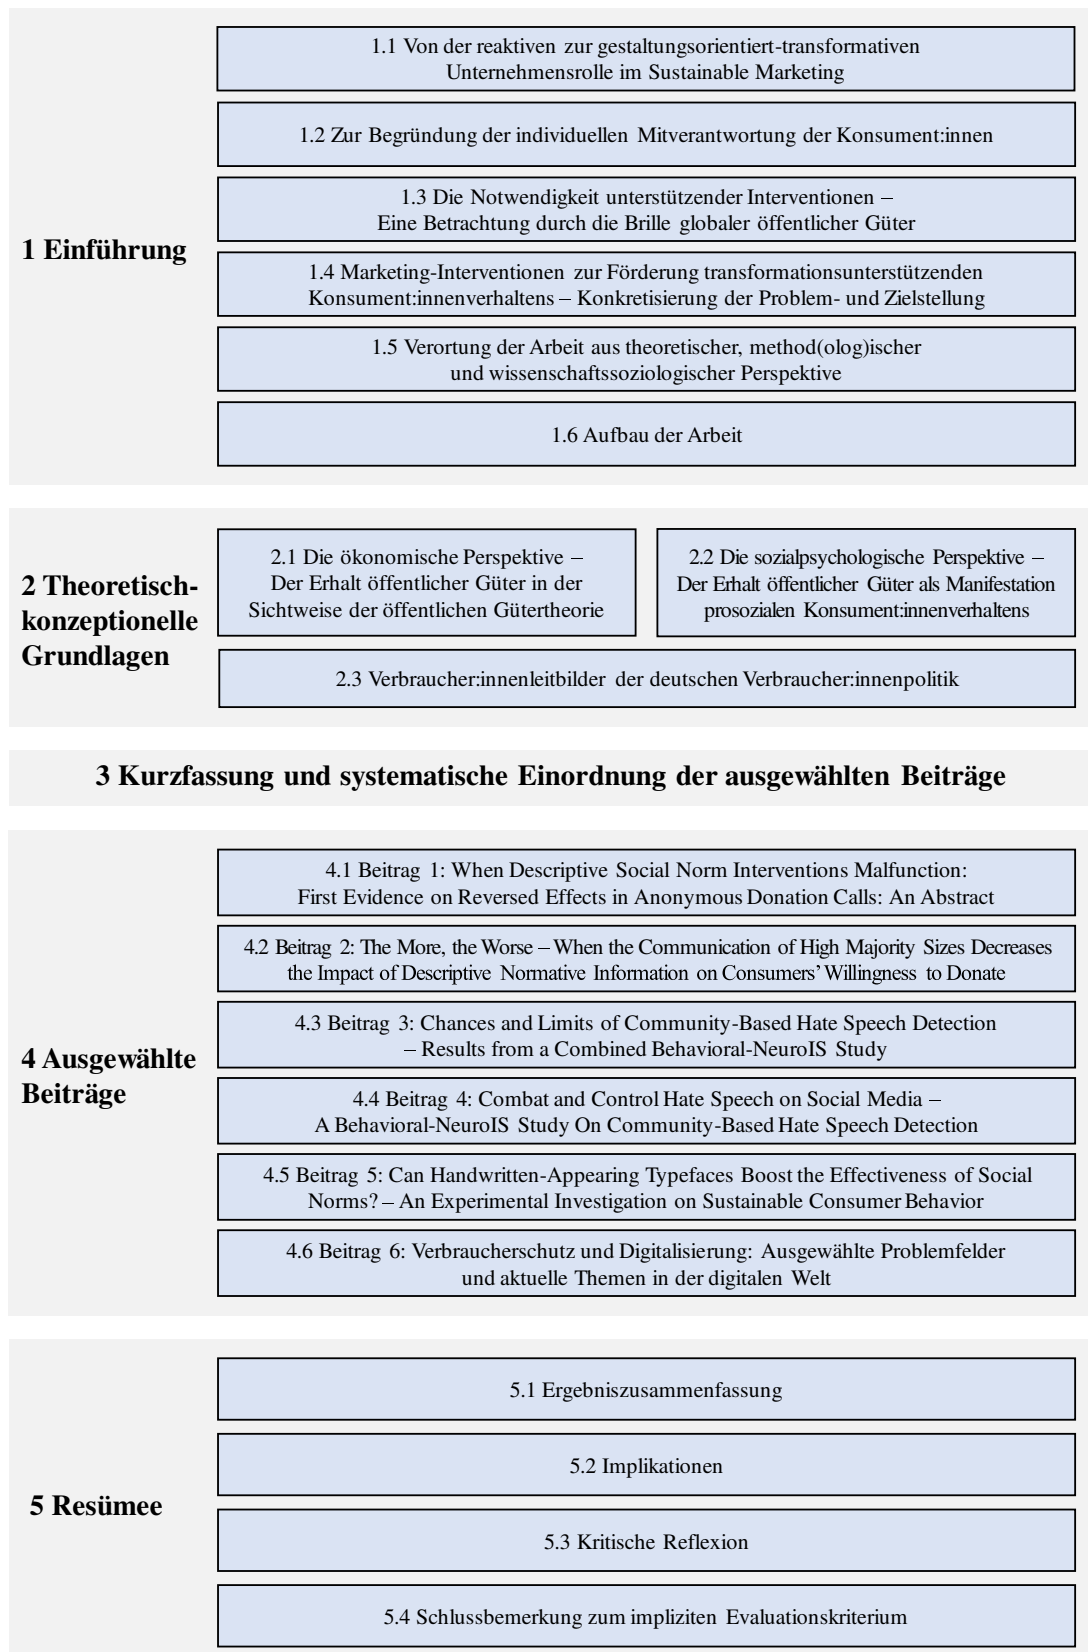 1 Einführung
1.1 Von der reaktiven zur gestaltungsorientiert-transformativen
Unternehmensrolle im Sustainable Marketing
1.2 Zur Begründung der individuellen Mitverantwortung der Konsument:innen
1.3 Die Notwendigkeit unterstützender Interventionen –
Eine Betrachtung durch die Brille globaler öffentlicher Güter
1.4 Marketing-Interventionen zur Förderung transformationsunterstützenden
Konsument:innenverhaltens – Konkretisierung der Problem- und Zielstellung
1.5 Verortung der Arbeit aus theoretischer, method(olog)ischer
und wissenschaftssoziologischer Perspektive
1.6 Aufbau der Arbeit
2 Theoretisch-
konzeptionelle
Grundlagen
2.1 Die ökonomische Perspektive –
Der Erhalt öffentlicher Güter in der
Sichtweise der öffentlichen Gütertheorie
2.2 Die sozialpsychologische Perspektive –
Der Erhalt öffentlicher Güter als Manifestation
prosozialen Konsument:innenverhaltens
2.3 Verbraucher:innenleitbilder der deutschen Verbraucher:innenpolitik
3 Kurzfassung und systematische Einordnung der ausgewählten Beiträge
4 Ausgewählte
Beiträge
4.1 Beitrag 1: When Descriptive Social Norm Interventions Malfunction:
First Evidence on Reversed Effects in Anonymous Donation Calls: An Abstract
4.2 Beitrag 2: The More, the Worse – When the Communication of High Majority Sizes Decreases
the Impact of Descriptive Normative Information on Consumers' Willingness to Donate
4.3 Beitrag 3: Chances and Limits of Community-Based Hate Speech Detection
– Results from a Combined Behavioral-NeuroIS Study
4.4 Beitrag 4: Combat and Control Hate Speech on Social Media –
A Behavioral-NeuroIS Study On Community-Based Hate Speech Detection
4.5 Beitrag 5: Can Handwritten-Appearing Typefaces Boost the Effectiveness of Social
Norms? – An Experimental Investigation on Sustainable Consumer Behavior
4.6 Beitrag 6: Verbraucherschutz und Digitalisierung: Ausgewählte Problemfelder
und aktuelle Themen in der digitalen Welt
5 Resümee
5.1 Ergebniszusammenfassung
5.2 Implikationen
5.3 Kritische Reflexion
5.4 Schlussbemerkung zum impliziten Evaluationskriterium